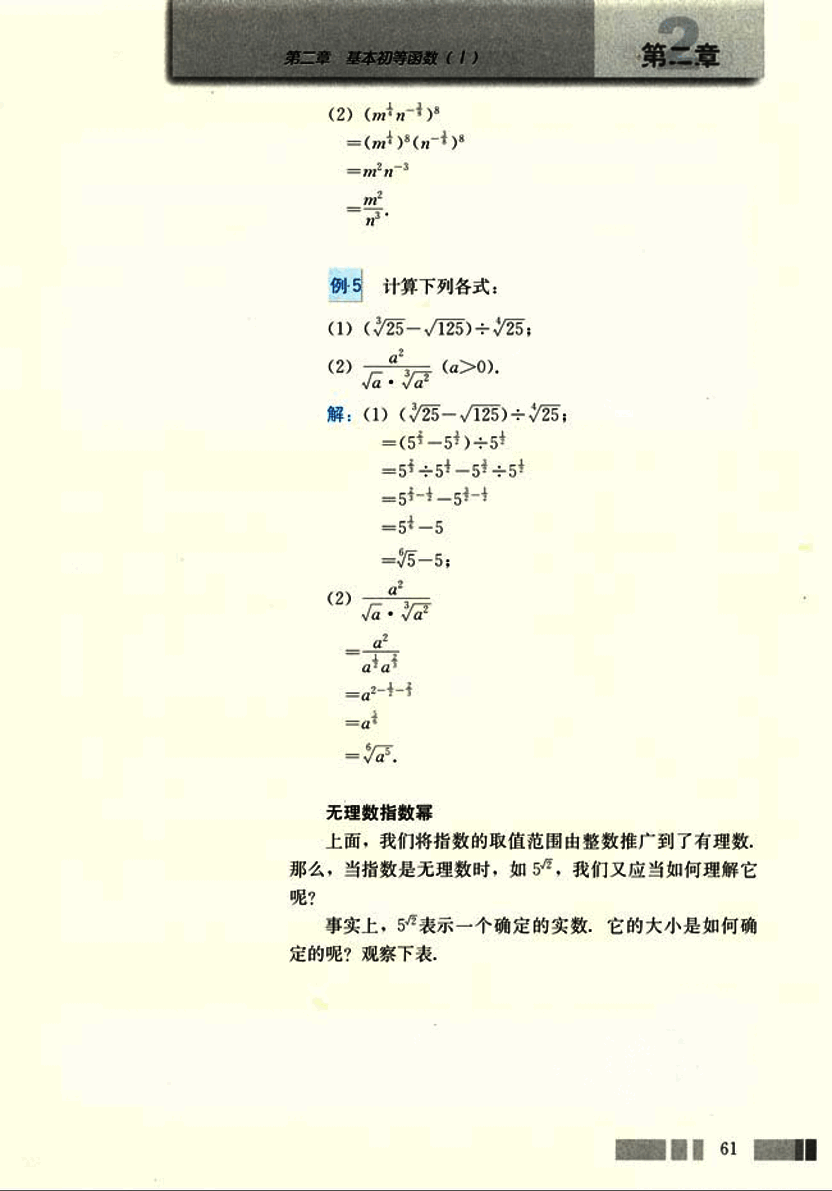 第二章 基本初等函数（Ⅰ）
第二章
(2) (m^{\frac{1}{4}}n^{-\frac{3}{8}})^8
=(m^{\frac{1}{4}})^8(n^{-\frac{3}{8}})^8
=m^2n^{-3}
=\frac{m^2}{n^3}.
例5 计算下列各式：
(1) (\sqrt[3]{25}-\sqrt{125})÷\sqrt[4]{25}；
(2) \frac{a^2}{\sqrt{a}·\sqrt[3]{a^2}} (a>0).
解：(1) (\sqrt[3]{25}-\sqrt{125})÷\sqrt[4]{25}；
=(5^{\frac{2}{3}}-5^{\frac{3}{2}})÷5^{\frac{1}{2}}
=5^{\frac{2}{3}}÷5^{\frac{1}{2}}-5^{\frac{3}{2}}÷5^{\frac{1}{2}}
=5^{\frac{2}{3}-\frac{1}{2}}-5^{\frac{3}{2}-\frac{1}{2}}
=5^{\frac{1}{6}}-5
=\sqrt[6]{5}-5；
(2) \frac{a^2}{\sqrt{a}·\sqrt[3]{a^2}}
=\frac{a^2}{a^{\frac{1}{2}}a^{\frac{2}{3}}}
=a^{2-\frac{1}{2}-\frac{2}{3}}
=a^{\frac{5}{6}}
=\sqrt[6]{a^5}.
无理数指数幂
上面，我们将指数的取值范围由整数推广到了有理数.
那么，当指数是无理数时，如 5^{\sqrt{2}}，我们又应当如何理解它
呢？
事实上，5^{\sqrt{2}}表示一个确定的实数. 它的大小是如何确
定的呢？观察下表.
61